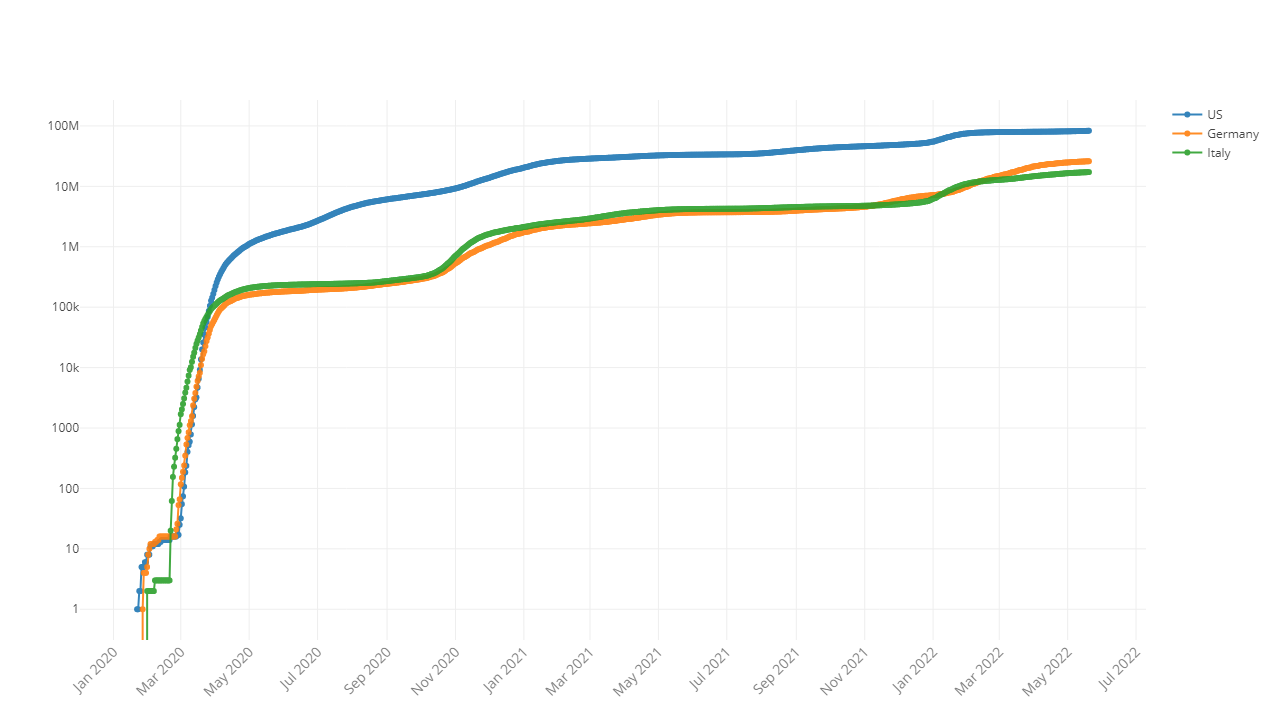 100M
10M
1M
100k
10k
1000
100
10
1
Jan 2020
Mar 2020
May 2020
Jul 2020
Sep 2020
Nov 2020
Jan 2021
Mar 2021
May 2021
Jul 2021
Sep 2021
Nov 2021
Jan 2022
Mar 2022
May 2022
Jul 2022
US
Germany
Italy